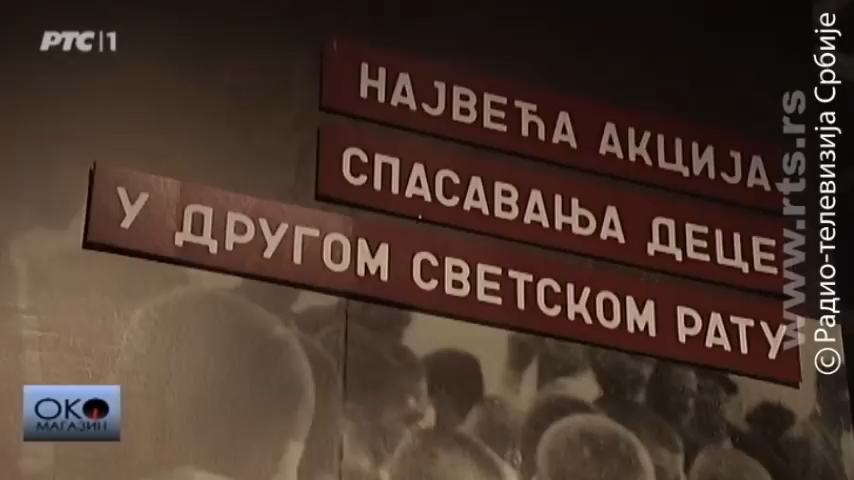 РТС|1
НАЈВЕЋА АКЦИЈА
СПАСАВАЊА ДЕЦЕ
У ДРУГОМ СВЕТСКОМ РАТУ
ОКО
МАГАЗИН
www.rts.rs
©Радио-телевизија Србије